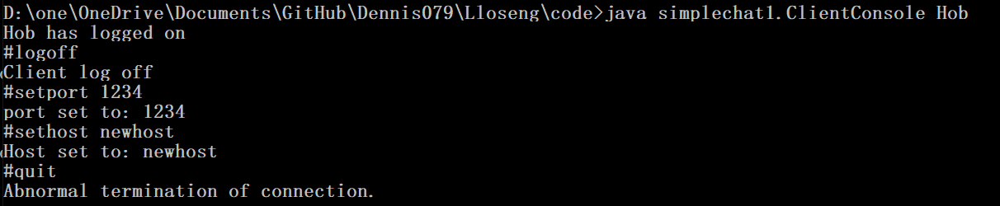 D:\one\OneDrive\Documents\GitHub\Dennis079\Lloseng\code>java simplechat1.ClientConsole Hob
Hob has logged on
#logoff
Client log off
#setport 1234
port set to: 1234
#sethost newhost
Host set to: newhost
#quit
Abnormal termination of connection.